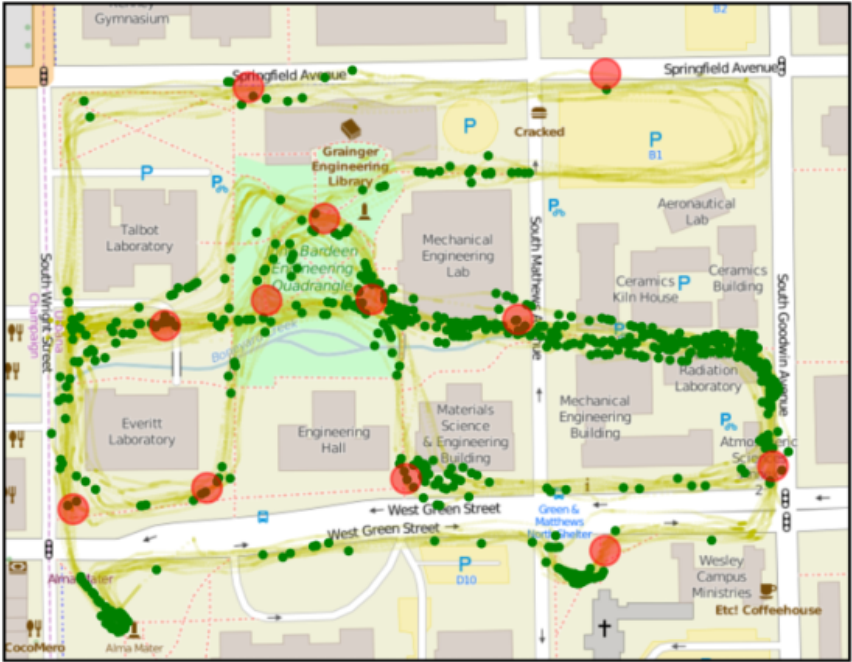 Gymnasium
B2
Springfield Avenue
Springfield Avenue
P
Cracked
P
B1
Grainger
Engineering
Library
P
P
Talbot
Laboratory
Bardeen
Engineering
Quadrangle
Mechanical
Engineering
Lab
P
Aeronautical
Lab
Ceramics
Kiln House
P
Ceramics
Building
South Wright Street
Champaign
Urbana
South Mathews Avenue
South Goodwin Avenue
P
Radiation
Laboratory
Everitt
Laboratory
Engineering
Hall
Materials
Science
& Engineering
Building
Mechanical
Engineering
Building
P
2
West Green Street
West Green Street
Green &
Matthews
North Shelter
Alma Mater
P
D10
Wesley
Campus
Ministries
Etc! Coffeehouse
CocoMero
Alma Mater
P